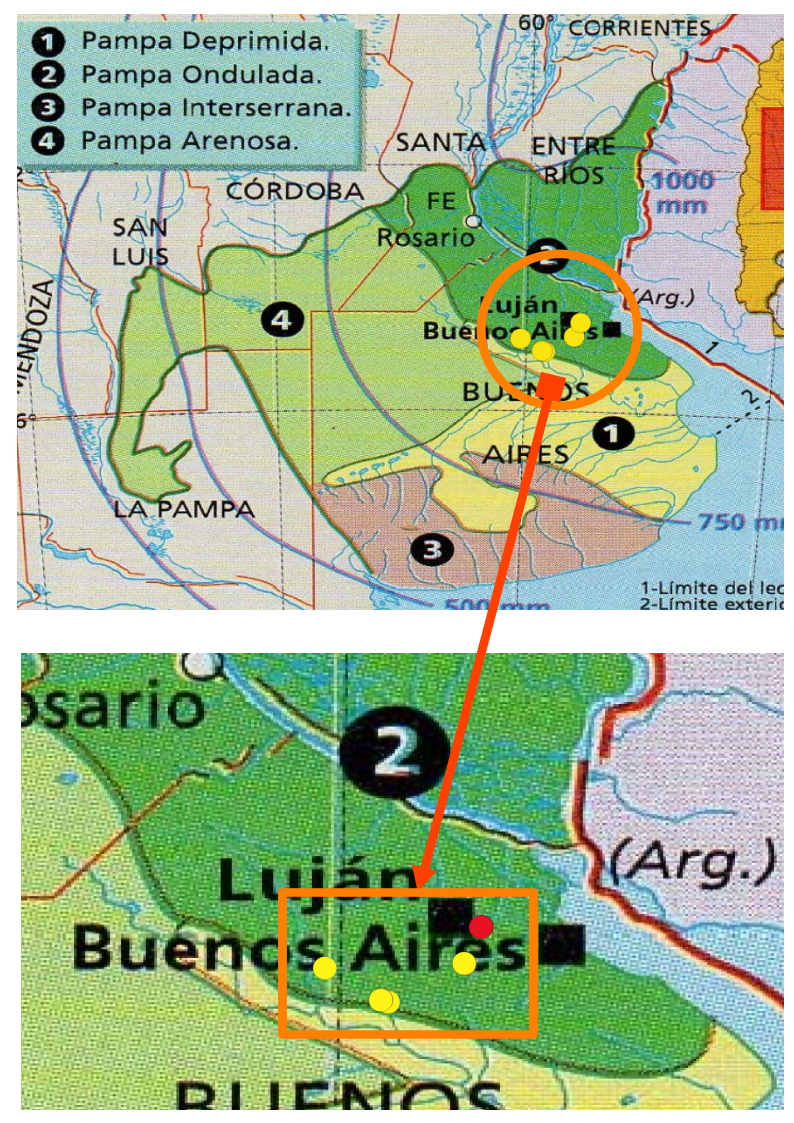 1 Pampa Deprimida.
2 Pampa Ondulada.
3 Pampa Interserrana.
4 Pampa Arenosa.
60°
CORRIENTES
SANTA
ENTRE
RÍOS
CÓRDOBA
FE
1000
mm
SAN
LUIS
Rosario
2
MENDOZA
4
Luján
(Arg.)
Buenos Aires
1
BUENOS
2
6°
1
AIRES
LA PAMPA
750 m
3
1-Límite del lec
500 mm
2-Límite exterio
osario
2
Luján
(Arg.)
Buenos Aires
BUENOS